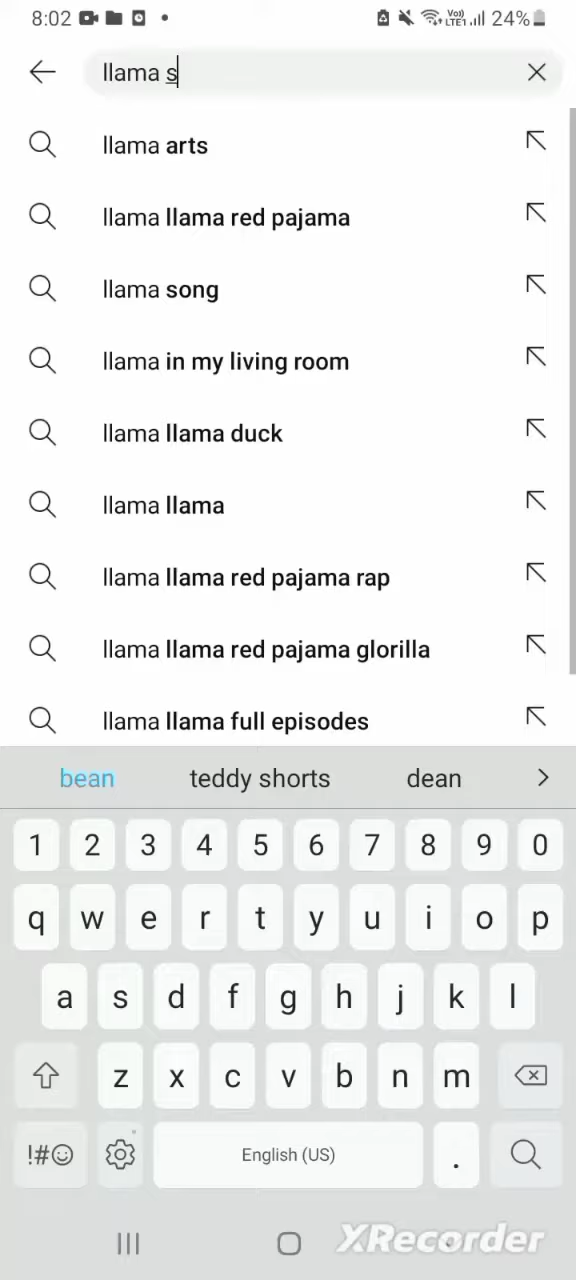 8:02 Vo) LTE1 24%
llama s
llama arts
llama llama red pajama
llama song
llama in my living room
llama llama duck
llama llama
llama llama red pajama rap
llama llama red pajama glorilla
llama llama full episodes
bean teddy shorts dean
1 2 3 4 5 6 7 8 9 0
q w e r t y u i o p
a s d f g h j k l
z x c v b n m
!#☺ English (US) .
XRecorder